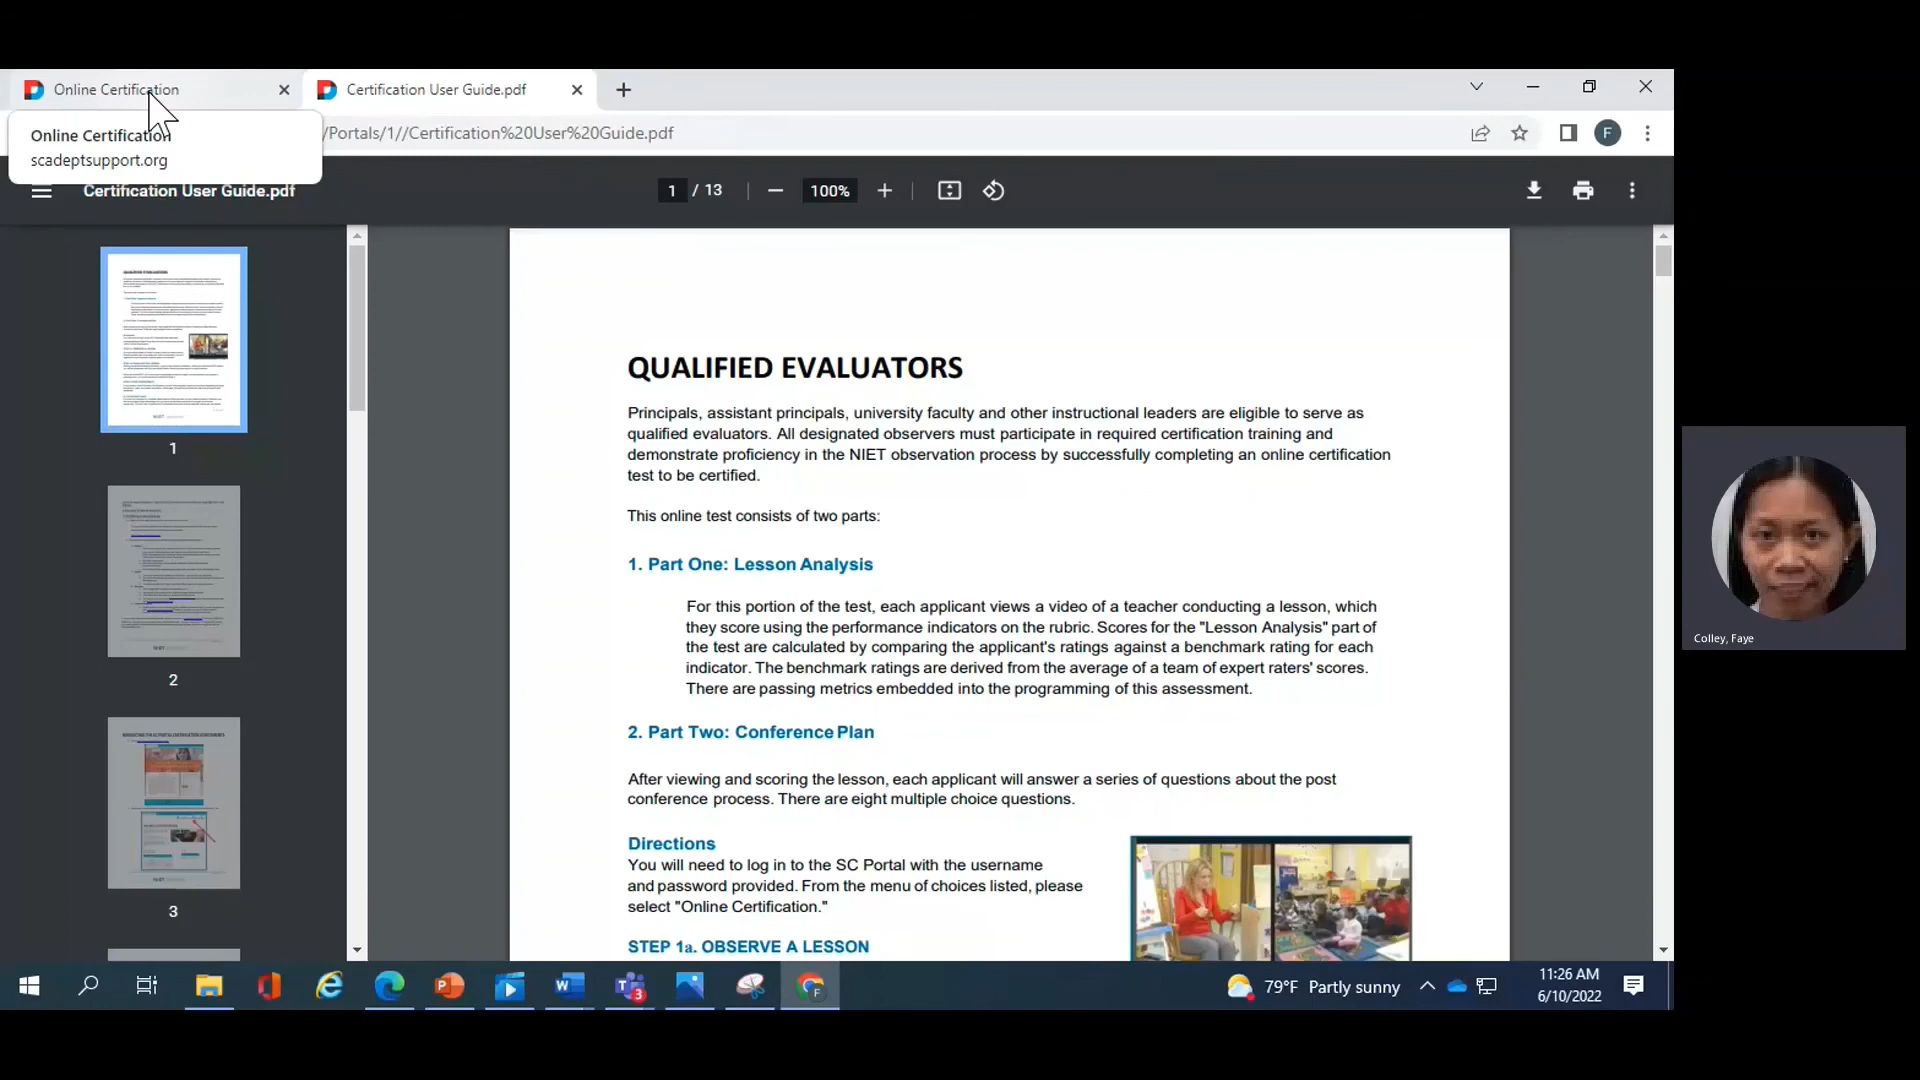 Online Certification
Certification User Guide.pdf
Online Certification
scadeptsupport.org
/Portals/1//Certification%20User%20Guide.pdf
F
Certification User Guide.pdf
1 / 13
100%
QUALIFIED EVALUATORS
Principals, assistant principals, university faculty and other instructional leaders are eligible to serve as
qualified evaluators. All designated observers must participate in required certification training and
demonstrate proficiency in the NIET observation process by successfully completing an online certification
test to be certified.
This online test consists of two parts:
1. Part One: Lesson Analysis
For this portion of the test, each applicant views a video of a teacher conducting a lesson, which
they score using the performance indicators on the rubric. Scores for the "Lesson Analysis" part of
the test are calculated by comparing the applicant's ratings against a benchmark rating for each
indicator. The benchmark ratings are derived from the average of a team of expert raters' scores.
There are passing metrics embedded into the programming of this assessment.
2. Part Two: Conference Plan
After viewing and scoring the lesson, each applicant will answer a series of questions about the post
conference process. There are eight multiple choice questions.
Directions
You will need to log in to the SC Portal with the username
and password provided. From the menu of choices listed, please
select "Online Certification."
STEP 1a. OBSERVE A LESSON
1
2
3
Colley, Faye
79°F Partly sunny
11:26 AM
6/10/2022